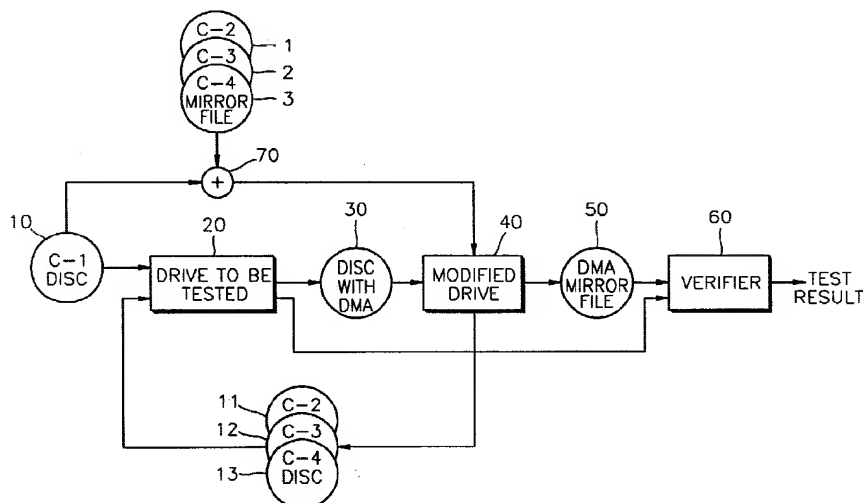 C-2
1
C-3
2
C-4
MIRROR
FILE
3
70
+
10
C-1
DISC
20
DRIVE TO BE
TESTED
30
DISC
WITH
DMA
40
MODIFIED
DRIVE
50
DMA
MIRROR
FILE
60
VERIFIER
TEST
RESULT
11
C-2
12
C-3
13
C-4
DISC